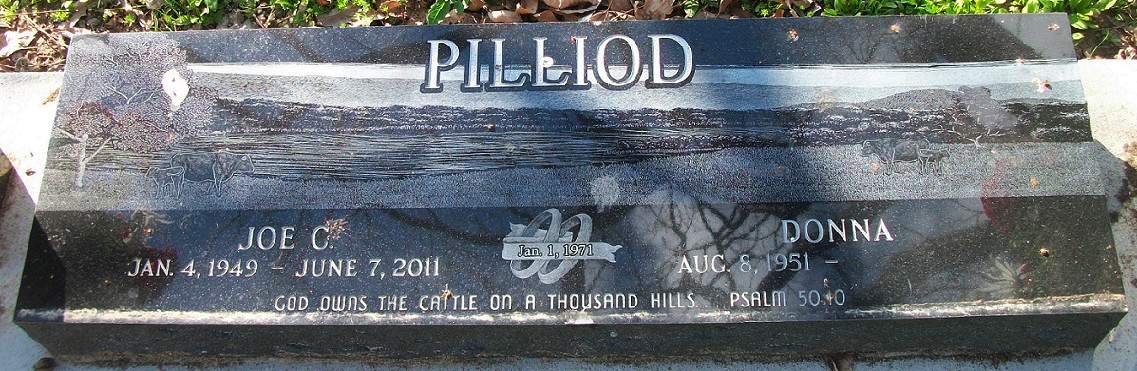 PILLIOD
JOE C.
JAN. 4, 1949 - JUNE 7, 2011
Jan. 1, 1971
DONNA
AUG. 8, 1951 -
GOD OWNS THE CATTLE ON A THOUSAND HILLS PSALM 50:10